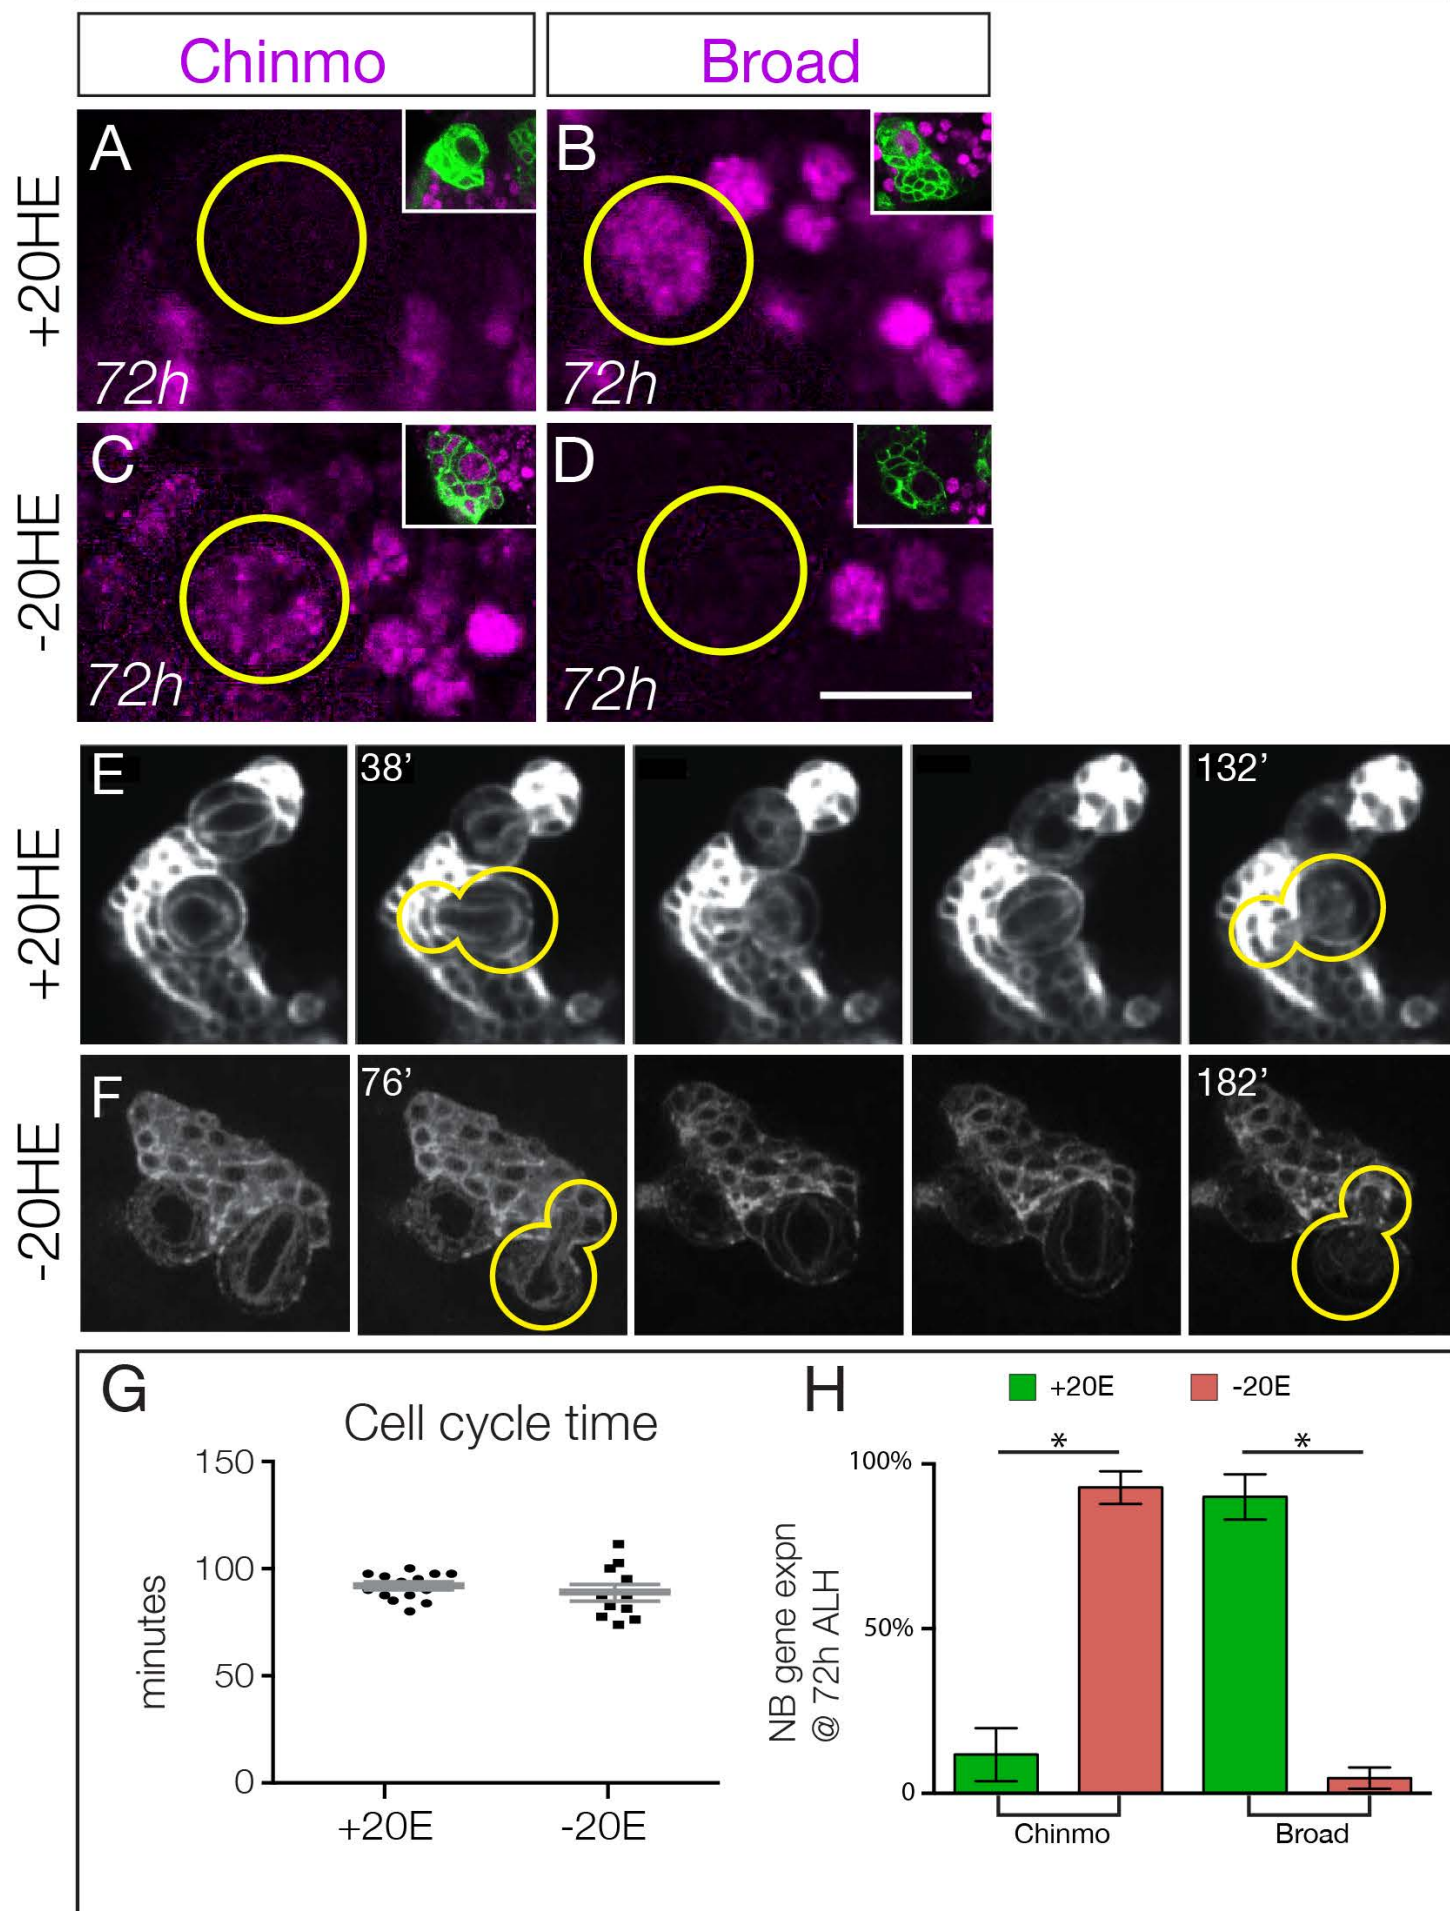 Chinmo
Broad
+20HE
A
72h
B
72h
-20HE
C
72h
D
72h
+20HE
E
38’
132’
-20HE
F
76’
182’
G
Cell cycle time
150
100
50
0
minutes
+20E
-20E
H
+20E
-20E
*
*
100%
50%
0
NB gene expn
@ 72h ALH
Chinmo
Broad